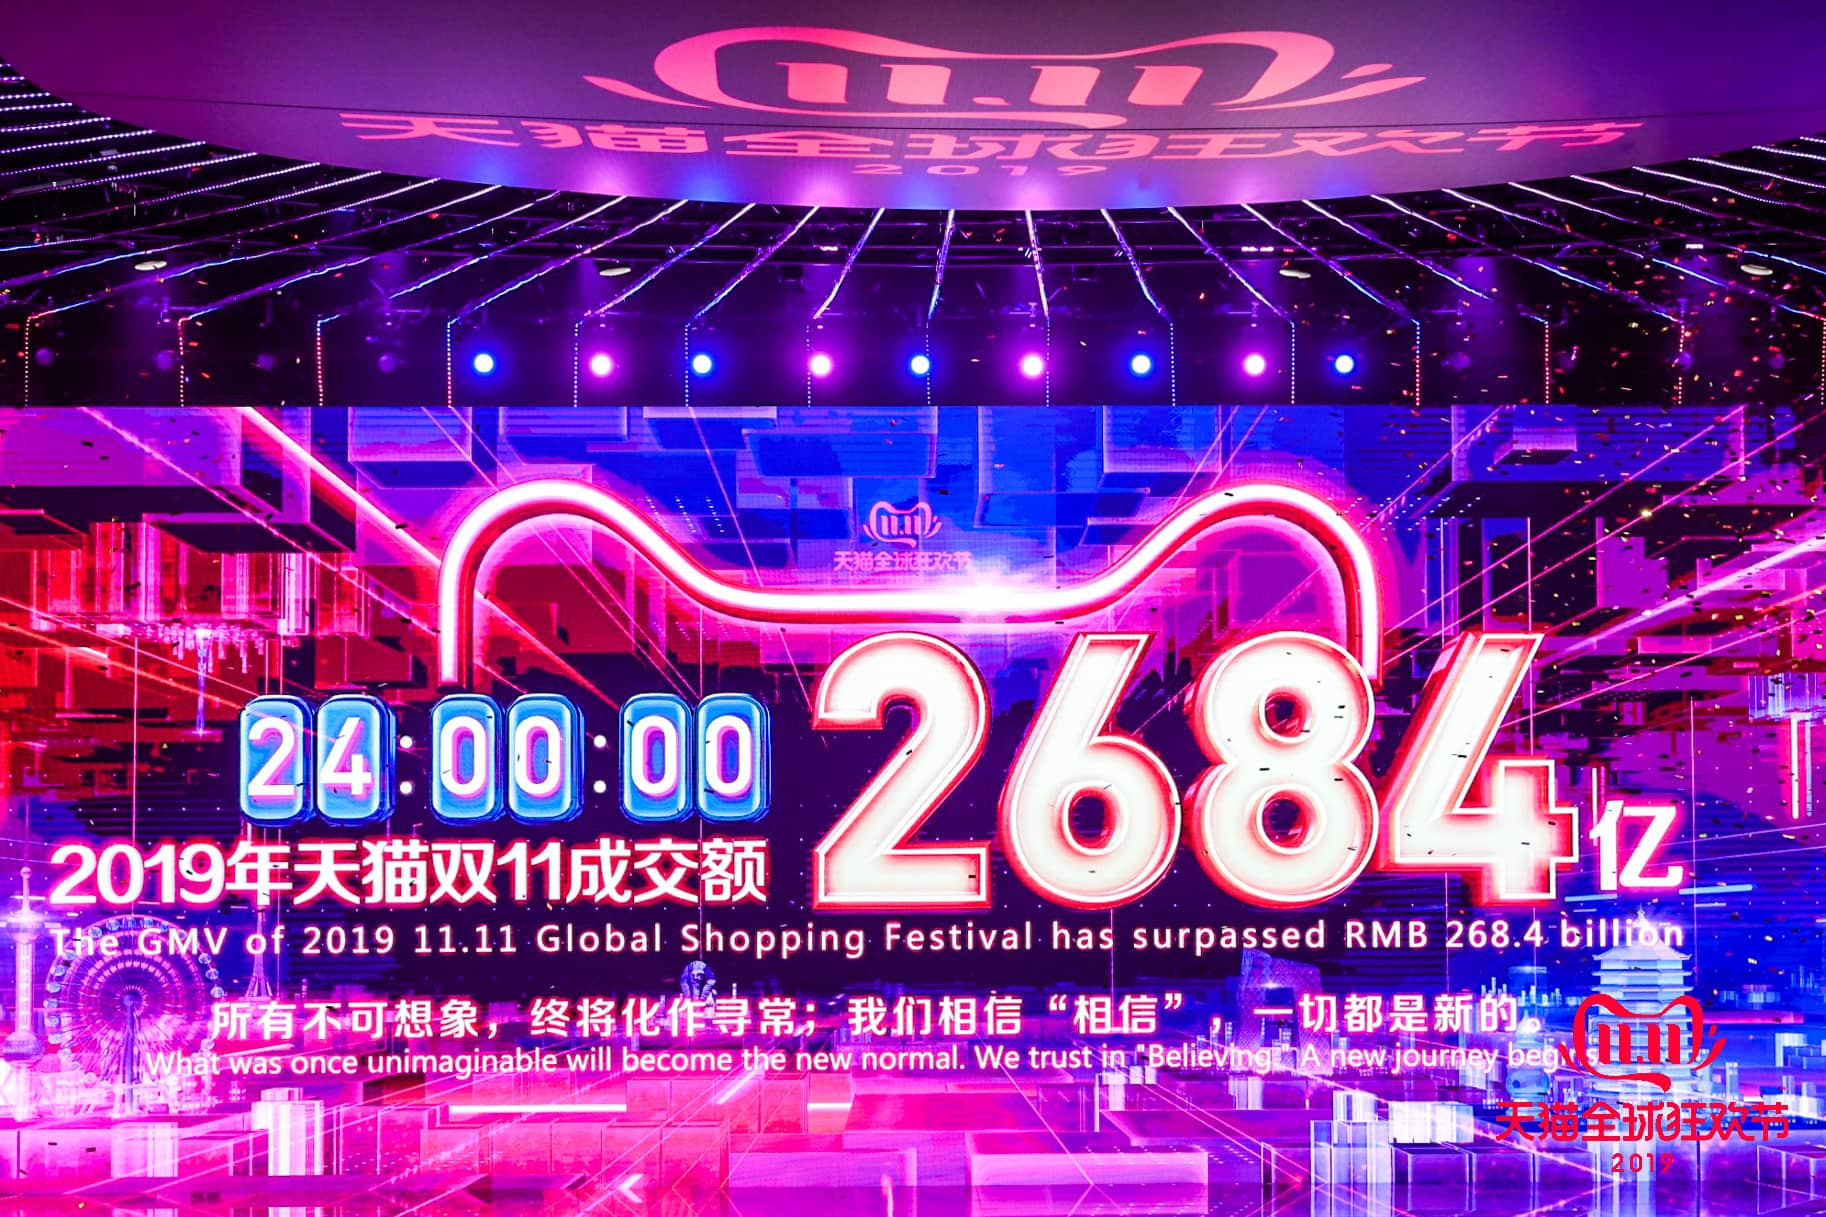 11.11
天猫全球狂欢节
2019
11.11
天猫全球狂欢节
24:00:00
2684亿
2019年天猫双11成交额
The GMV of 2019 11.11 Global Shopping Festival has surpassed RMB 268.4 billion
所有不可想象，终将化作寻常；我们相信“相信”，一切都是新的。
What was once unimaginable will become the new normal. We trust in "Believing." A new journey begins.
11.11
天猫全球狂欢节
2019